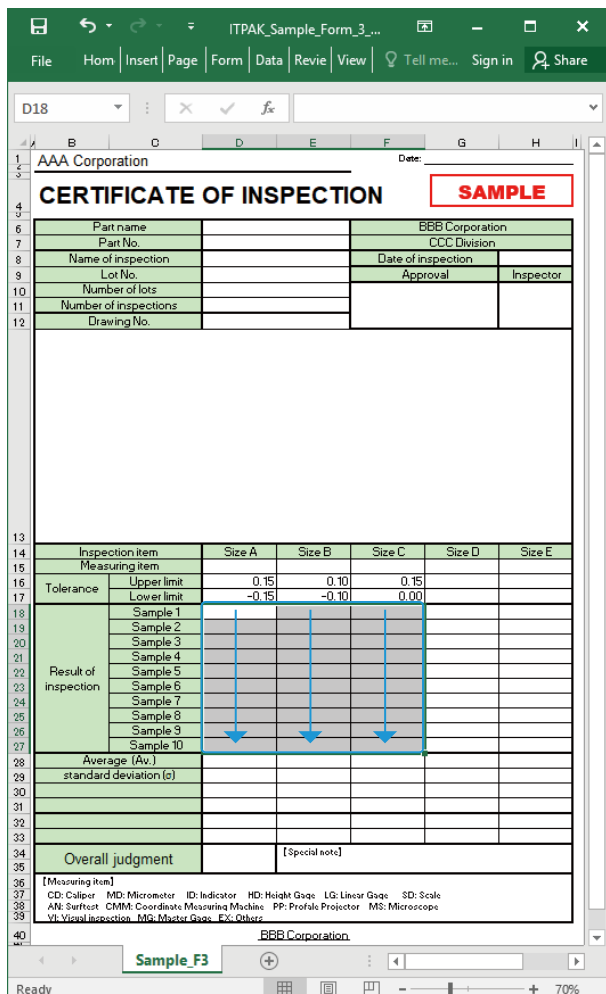 ITPAK_Sample_Form_3_...
File Hom Insert Page Form Data Revie View Tell me... Sign in Share
D18 fx
B C D E F G H I
1 AAA Corporation Date:
2
3
4 CERTIFICATE OF INSPECTION SAMPLE
5
6 Part name BBB Corporation
7 Part No. CCC Division
8 Name of inspection Date of inspection
9 Lot No. Approval Inspector
10 Number of lots
11 Number of inspections
12 Drawing No.
13
14 Inspection item Size A Size B Size C Size D Size E
15 Measuring item
16 Tolerance Upper limit 0.15 0.10 0.15
17 Lower limit -0.15 -0.10 0.00
18 Sample 1
19 Sample 2
20 Sample 3
21 Sample 4
22 Result of Sample 5
23 inspection Sample 6
24 Sample 7
25 Sample 8
26 Sample 9
27 Sample 10
28 Average (Av.)
29 standard deviation (σ)
30
31
32
33
34 Overall judgment [Special note]
35
36 [Measuring item]
37 CD: Caliper MD: Micrometer ID: Indicator HD: Height Gage LG: Linear Gage SD: Scale
38 AN: Surftest CMM: Coordinate Measuring Machine PP: Profale Projector MS: Microscope
39 VI: Visual inspection MG: Master Gage EX: Others
40 BBB Corporation
Sample_F3
Ready 70%